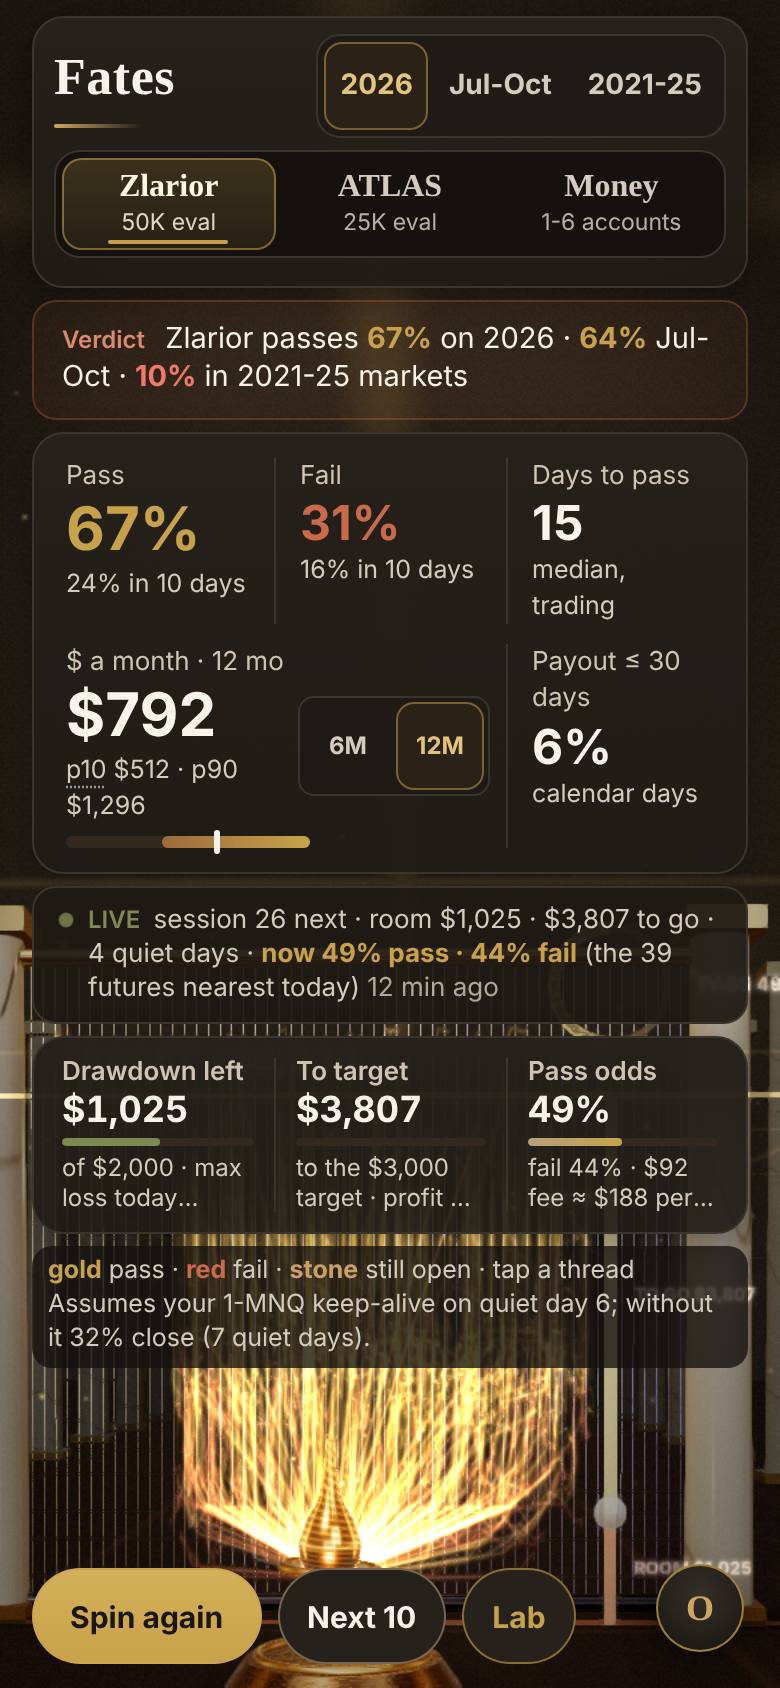 Fates
2026 Jul-Oct 2021-25
Zlarior ATLAS Money
50K eval 25K eval 1-6 accounts
Verdict Zlarior passes 67% on 2026 · 64% Jul-
Oct · 10% in 2021-25 markets
Pass Fail Days to pass
67% 31% 15
24% in 10 days 16% in 10 days median,
trading
$ a month · 12 mo Payout ≤ 30
days
$792 6M 12M 6%
p10 $512 · p90 calendar days
$1,296
LIVE session 26 next · room $1,025 · $3,807 to go ·
4 quiet days · now 49% pass · 44% fail (the 39
futures nearest today) 12 min ago
Drawdown left To target Pass odds
$1,025 $3,807 49%
of $2,000 · max to the $3,000 fail 44% · $92
loss today... target · profit ... fee ≈ $188 per...
gold pass · red fail · stone still open · tap a thread
Assumes your 1-MNQ keep-alive on quiet day 6; without
it 32% close (7 quiet days).
Spin again Next 10 Lab O